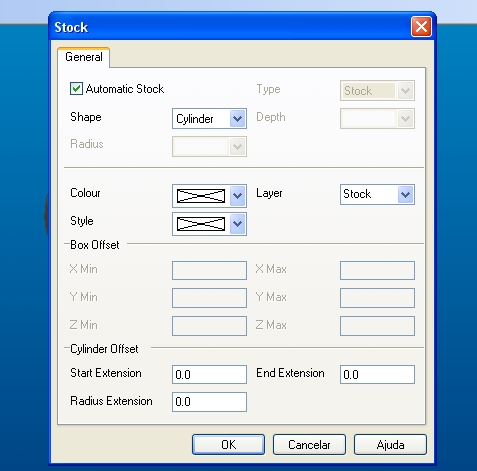 Stock
General
Automatic Stock Type Stock
Shape Cylinder Depth
Radius
Colour Layer Stock
Style
Box Offset
X Min X Max
Y Min Y Max
Z Min Z Max
Cylinder Offset
Start Extension 0.0 End Extension 0.0
Radius Extension 0.0
OK Cancelar Ajuda